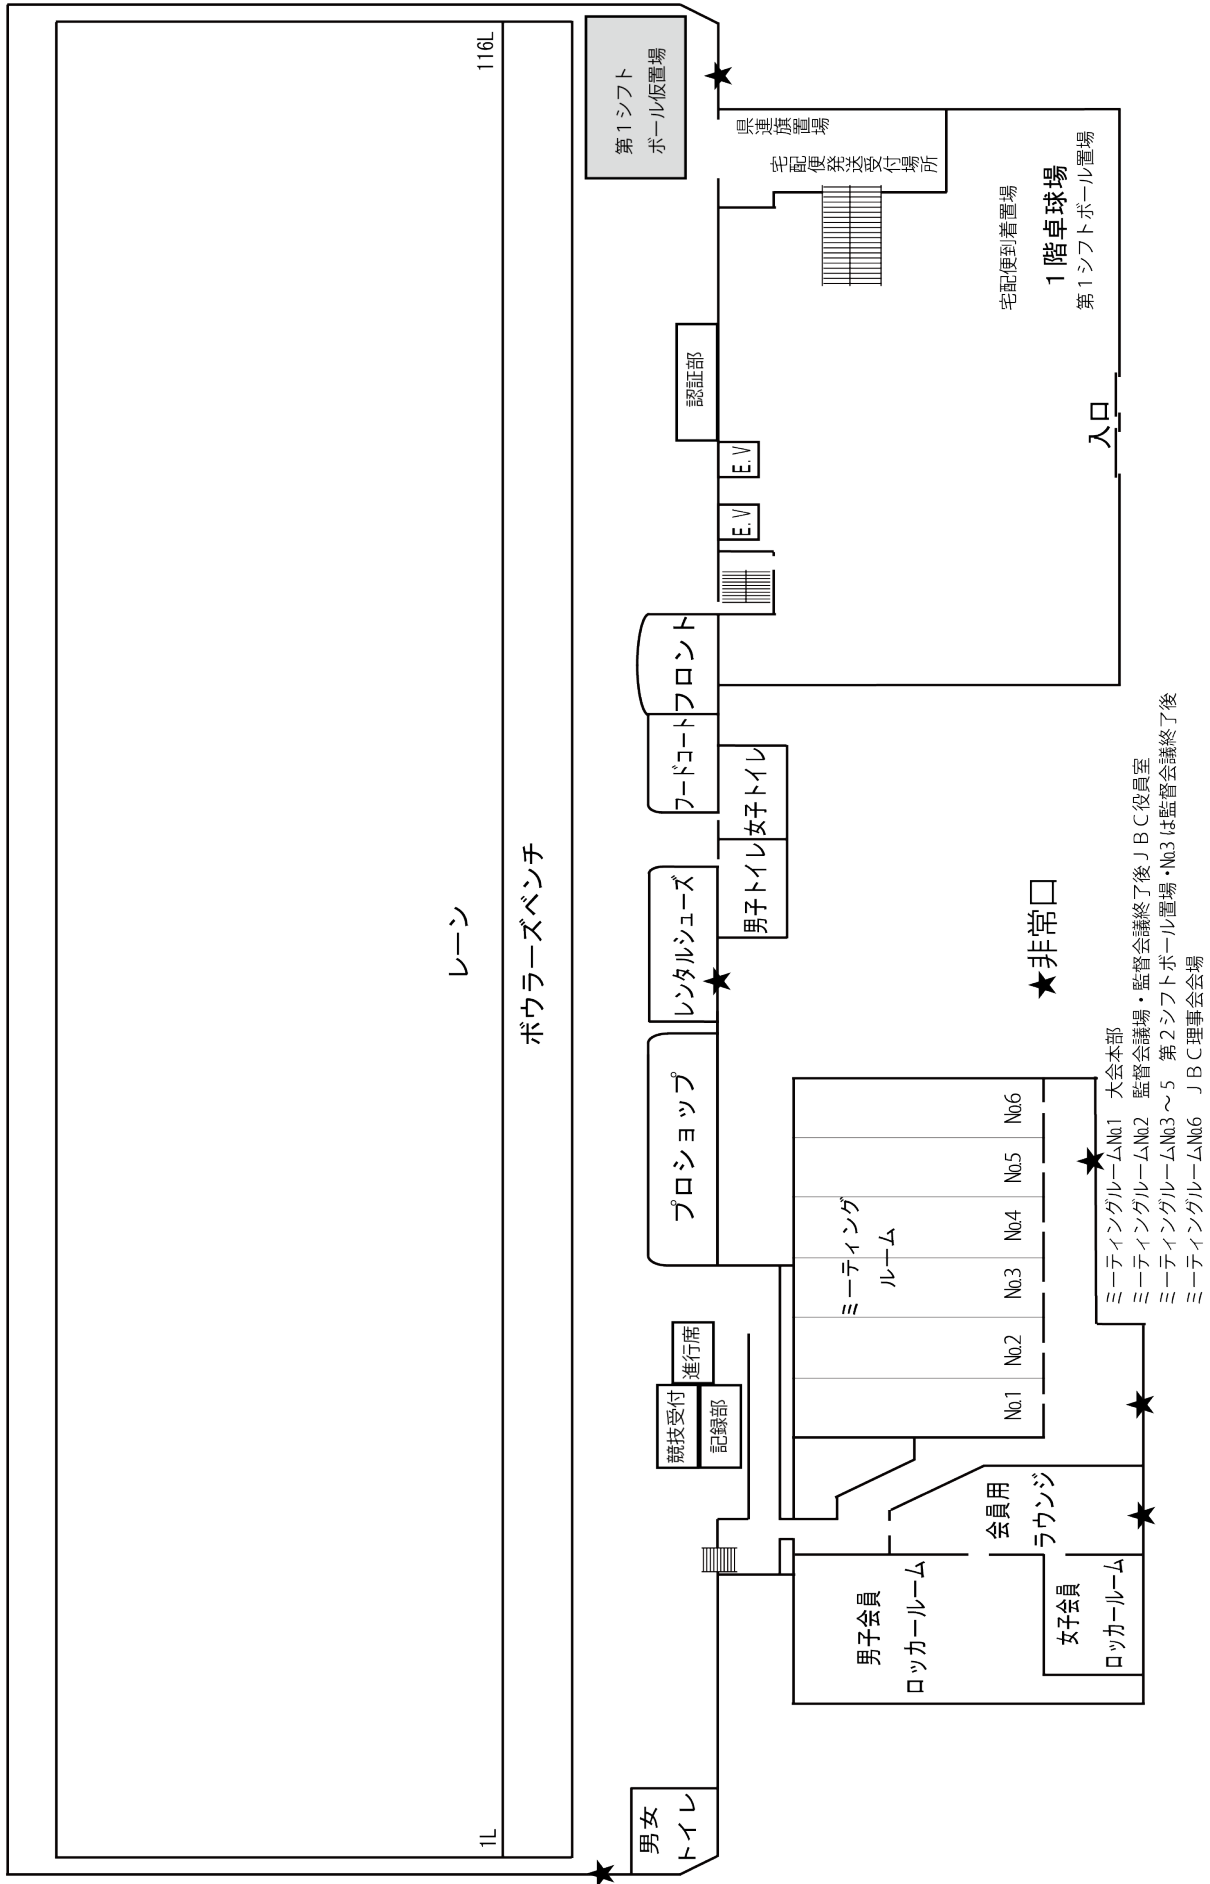 レーン
1L
116L
ボウラーズベンチ
男女
トイレ
競技受付
記録部
進行席
プロショップ
レンタルシューズ
フードコート
フロント
認証部
第１シフト
ボール仮置場
男子トイレ
女子トイレ
E.V
E.V
県連旗置場
宅配便発送受付場所
宅配便到着置場
１階卓球場
第１シフトボール置場
入口
男子会員
ロッカールーム
女子会員
ロッカールーム
会員用
ラウンジ
ミーティング
ルーム
No.1
No.2
No.3
No.4
No.5
No.6
★非常口
ミーティングルームNo.1　大会本部
ミーティングルームNo.2　監督会議場・監督会議終了後ＪＢＣ役員室
ミーティングルームNo.3～５　第２シフトボール置場・No.3は監督会議終了後
ミーティングルームNo.6　ＪＢＣ理事会会場